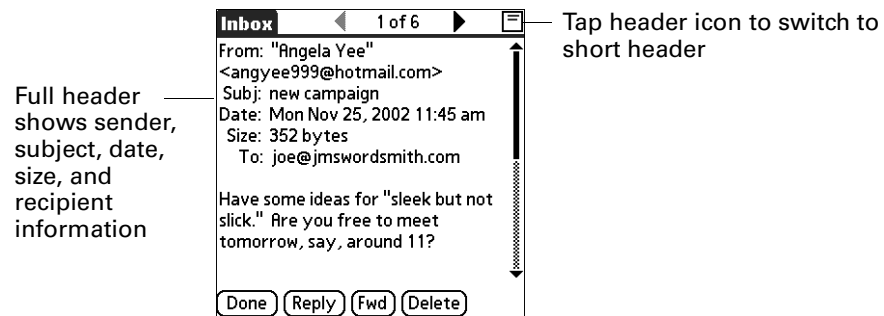 Inbox 1 of 6
Tap header icon to switch to
short header
From: "Angela Yee"
<angyee999@hotmail.com>
Subj: new campaign
Date: Mon Nov 25, 2002 11:45 am
Size: 352 bytes
To: joe@jmswordsmith.com
Have some ideas for "sleek but not
slick." Are you free to meet
tomorrow, say, around 11?
Done Reply Fwd Delete
Full header
shows sender,
subject, date,
size, and
recipient
information